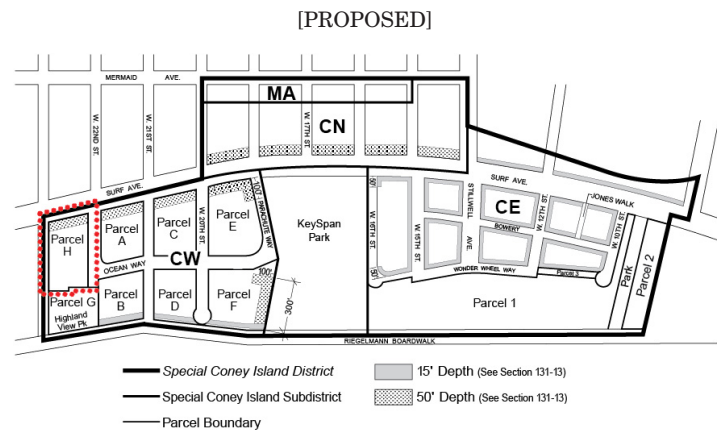 [PROPOSED]
MERMAID AVE.
MA
W. 22ND ST.
W. 21ST ST.
W. 17TH ST.
CN
SURF AVE.
SURF AVE.
JONES WALK
100'
PARACHUTE WAY
50'
STILLWELL AVE.
CE
W. 12TH ST.
W. 10TH ST.
Parcel H
Parcel A
Parcel C
W. 20TH ST.
Parcel E
KeySpan Park
W. 16TH ST.
W. 15TH ST.
BOWERY
OCEAN WAY
CW
WONDER WHEEL WAY
Parcel 3
50'
100'
300'
Park
Parcel 2
Parcel G
Highland View Pk
Parcel B
Parcel D
Parcel F
Parcel 1
RIEGELMANN BOARDWALK
Special Coney Island District
15' Depth (See Section 131-13)
Special Coney Island Subdistrict
50' Depth (See Section 131-13)
Parcel Boundary